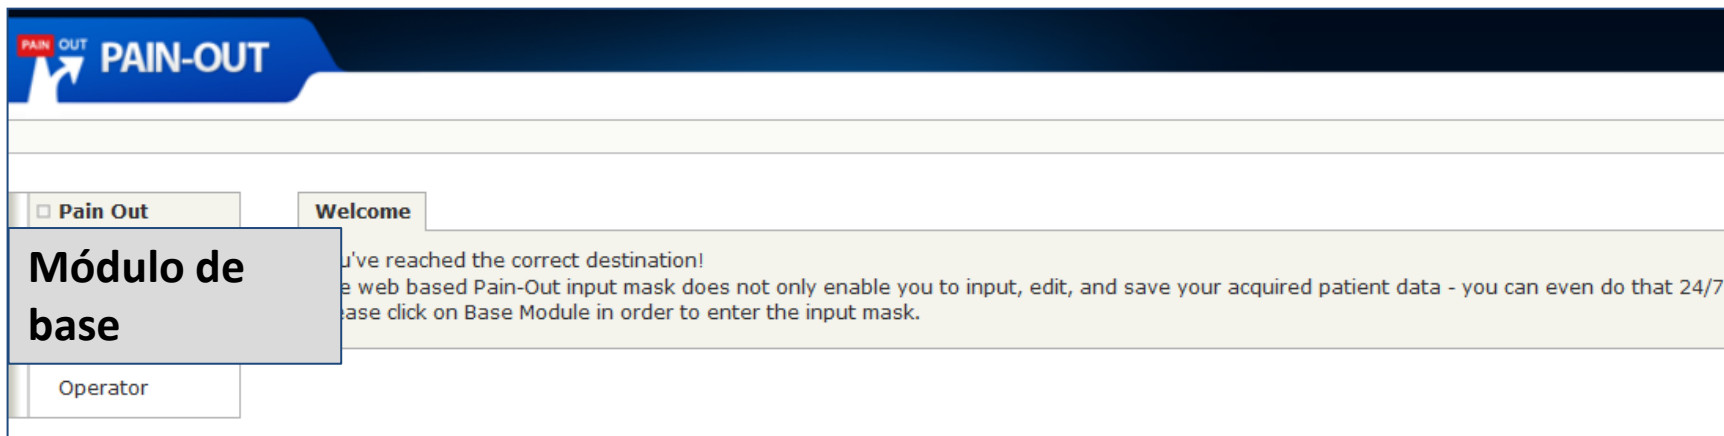 PAIN OUT PAIN-OUT
Pain Out
Welcome
Módulo de
base
u've reached the correct destination!
e web based Pain-Out input mask does not only enable you to input, edit, and save your acquired patient data - you can even do that 24/7
ase click on Base Module in order to enter the input mask.
Operator